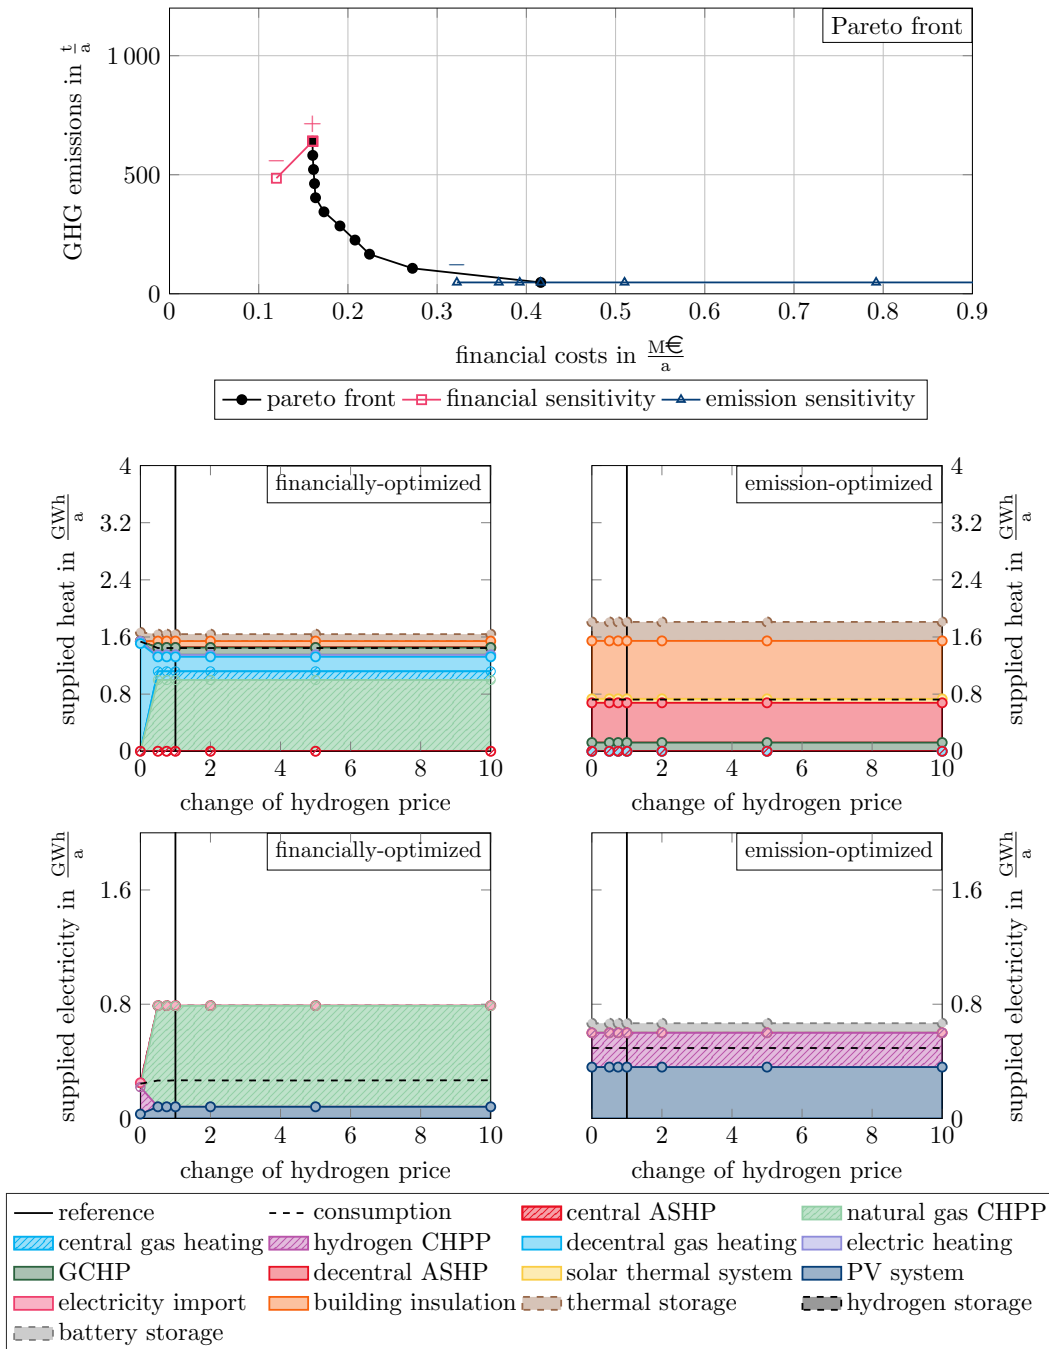 Pareto front
GHG emissions in t/a
1 000
500
0
+
−
−
0 0.1 0.2 0.3 0.4 0.5 0.6 0.7 0.8 0.9
financial costs in M€/a
pareto front financial sensitivity emission sensitivity
supplied heat in GWh/a
4
3.2
2.4
1.6
0.8
0
financially-optimized
0 2 4 6 8 10
change of hydrogen price
emission-optimized
4
3.2
2.4
1.6
0.8
0
supplied heat in GWh/a
0 2 4 6 8 10
change of hydrogen price
supplied electricity in GWh/a
1.6
0.8
0
financially-optimized
0 2 4 6 8 10
change of hydrogen price
emission-optimized
1.6
0.8
0
supplied electricity in GWh/a
0 2 4 6 8 10
change of hydrogen price
reference consumption central ASHP natural gas CHPP
central gas heating hydrogen CHPP decentral gas heating electric heating
GCHP decentral ASHP solar thermal system PV system
electricity import building insulation thermal storage hydrogen storage
battery storage